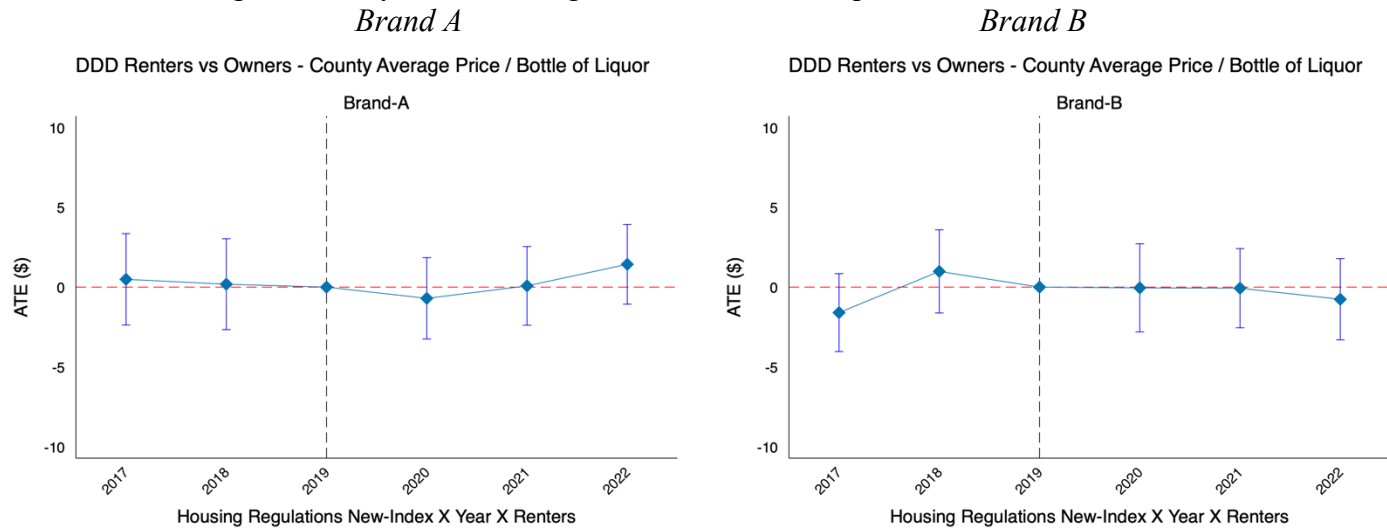 Brand A
DDD Renters vs Owners - County Average Price / Bottle of Liquor
Brand-A
10
5
0
-5
-10
ATE ($)
2017
2018
2019
2020
2021
2022
Housing Regulations New-Index X Year X Renters
Brand B
DDD Renters vs Owners - County Average Price / Bottle of Liquor
Brand-B
10
5
0
-5
-10
ATE ($)
2017
2018
2019
2020
2021
2022
Housing Regulations New-Index X Year X Renters